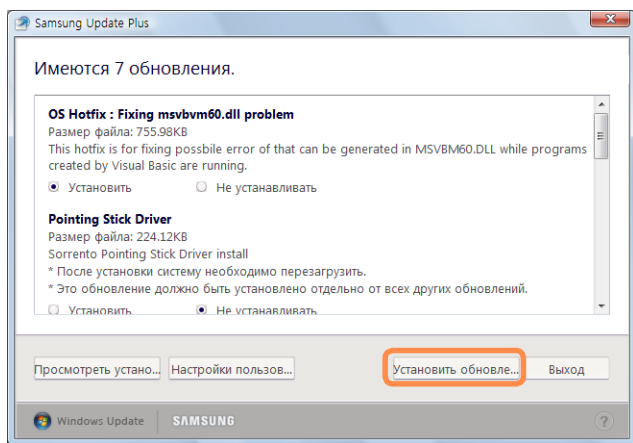 Samsung Update Plus
Имеются 7 обновления.
OS Hotfix : Fixing msvbvm60.dll problem
Размер файла: 755.98KB
This hotfix is for fixing possbile error of that can be generated in MSVBM60.DLL while programs
created by Visual Basic are running.
Установить Не устанавливать
Pointing Stick Driver
Размер файла: 224.12KB
Sorrento Pointing Stick Driver install
* После установки систему необходимо перезагрузить.
* Это обновление должно быть установлено отдельно от всех других обновлений.
Установить Не устанавливать
Просмотреть устано... Настройки пользов... Установить обновле... Выход
Windows Update SAMSUNG ?